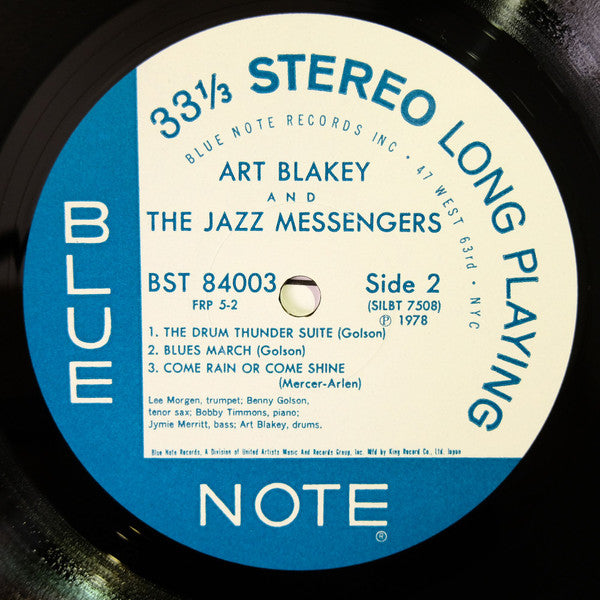 33⅓ STEREO LONG PLAYING
BLUE NOTE RECORDS INC • 47 WEST 63rd • NYC
ART BLAKEY
AND
THE JAZZ MESSENGERS
BST 84003
FRP 5-2
Side 2
(SILBT 7508)
Ⓟ 1978
1. THE DRUM THUNDER SUITE (Golson)
2. BLUES MARCH (Golson)
3. COME RAIN OR COME SHINE
(Mercer-Arlen)
Lee Morgen, trumpet; Benny Golson,
tenor sax; Bobby Timmons, piano;
Jymie Merritt, bass; Art Blakey, drums.
Blue Note Records, A Division of United Artists Music And Records Group, Inc. Mfd by King Record Co., Ltd. Japan
BLUE
NOTE®